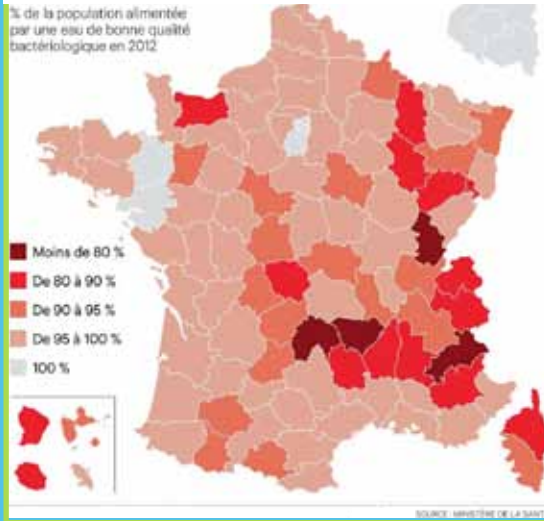 % de la population alimentée
par une eau de bonne qualité
bactériologique en 2012
Moins de 80 %
De 80 à 90 %
De 90 à 95 %
De 95 à 100 %
100 %
SOURCE : MINISTÈRE DE LA SANT